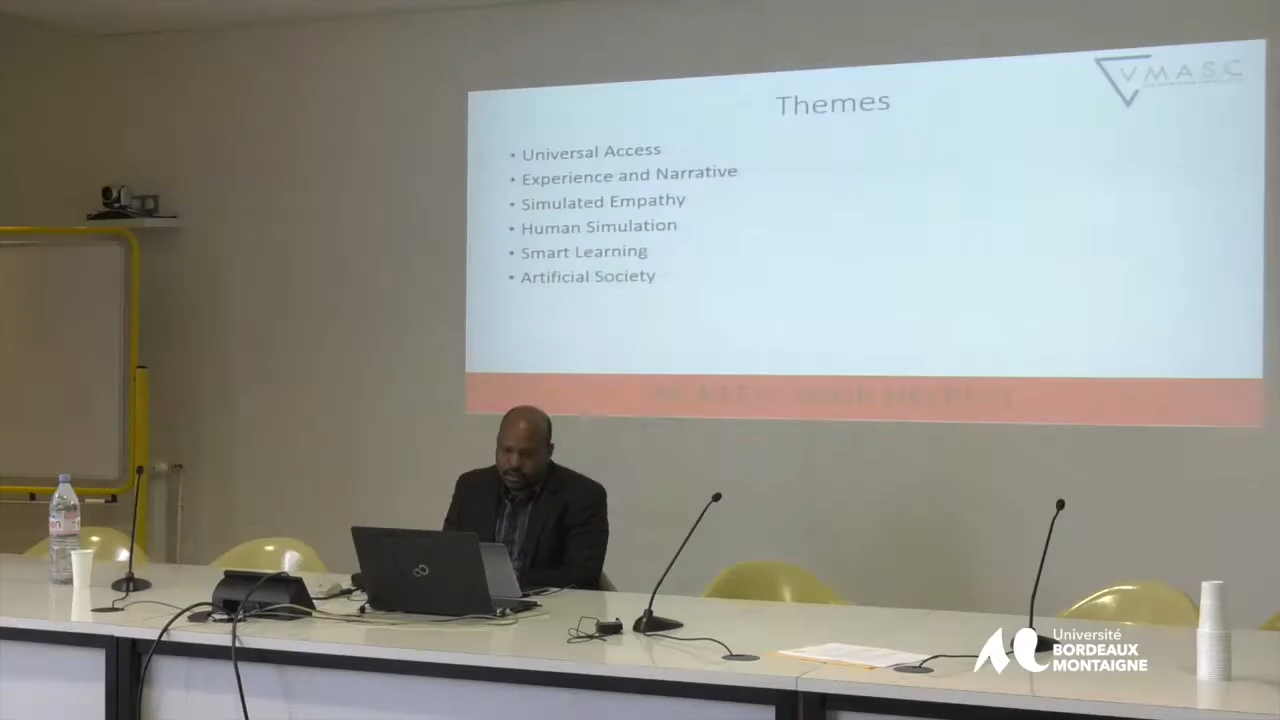 VMASC
Themes
• Universal Access
• Experience and Narrative
• Simulated Empathy
• Human Simulation
• Smart Learning
• Artificial Society
Université
BORDEAUX
MONTAIGNE